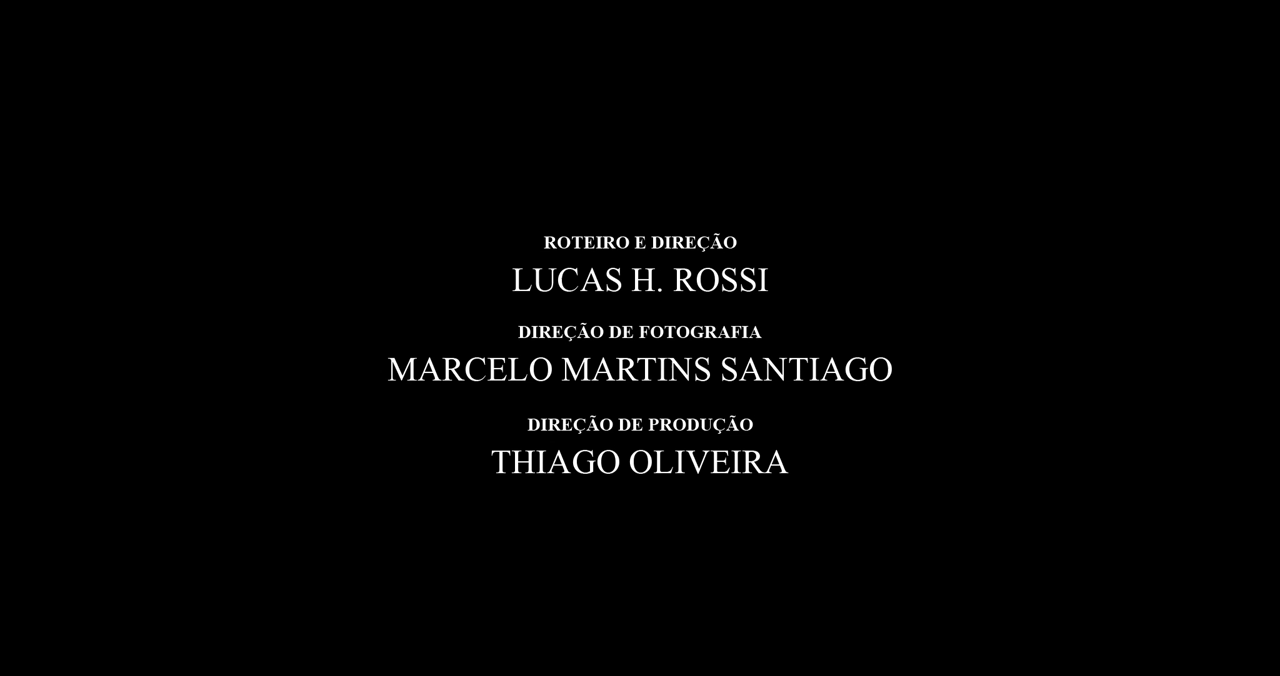 ROTEIRO E DIREÇÃO
LUCAS H. ROSSI
DIREÇÃO DE FOTOGRAFIA
MARCELO MARTINS SANTIAGO
DIREÇÃO DE PRODUÇÃO
THIAGO OLIVEIRA